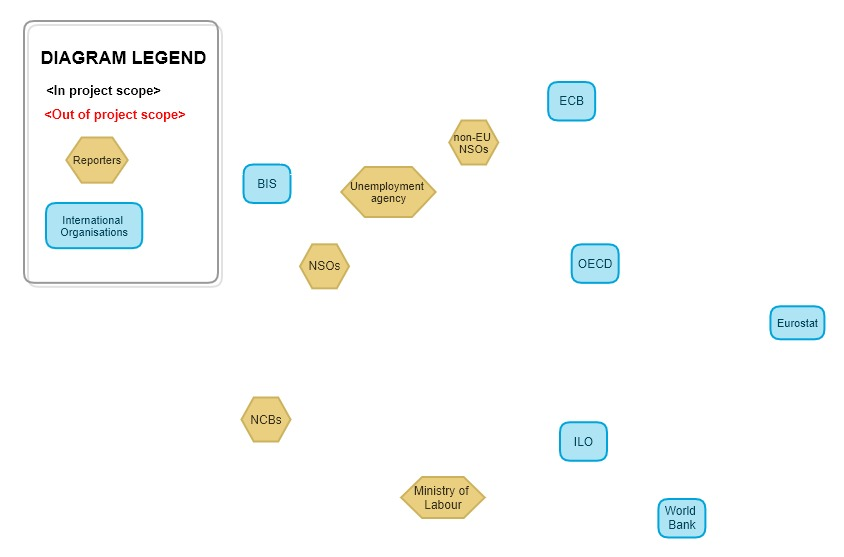 DIAGRAM LEGEND
<In project scope>
<Out of project scope>
Reporters
International
Organisations
ECB
non-EU
NSOs
BIS
Unemployment
agency
NSOs
OECD
Eurostat
NCBs
ILO
Ministry of
Labour
World
Bank